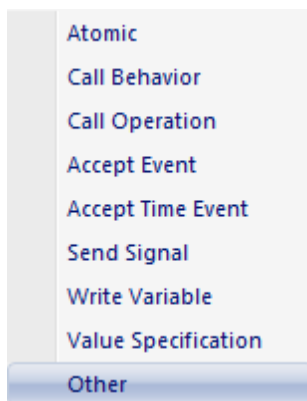 Atomic
Call Behavior
Call Operation
Accept Event
Accept Time Event
Send Signal
Write Variable
Value Specification
Other